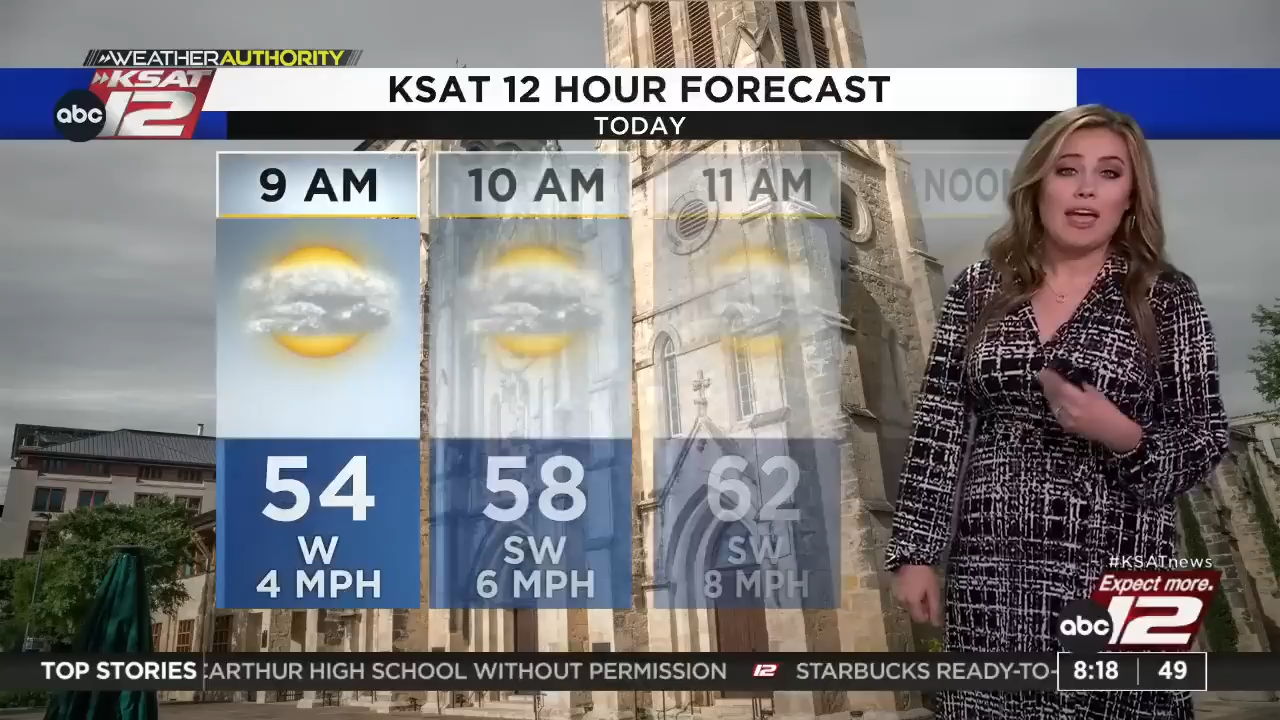 WEATHERAUTHORITY
KSAT
abc 12
KSAT 12 HOUR FORECAST
TODAY
9 AM
10 AM
11 AM
NOON
54
58
62
W
SW
SW
4 MPH
6 MPH
8 MPH
#KSATnews
Expect more.
abc 12
TOP STORIES
CARTHUR HIGH SCHOOL WITHOUT PERMISSION 12 STARBUCKS READY-TO-
8:18 49